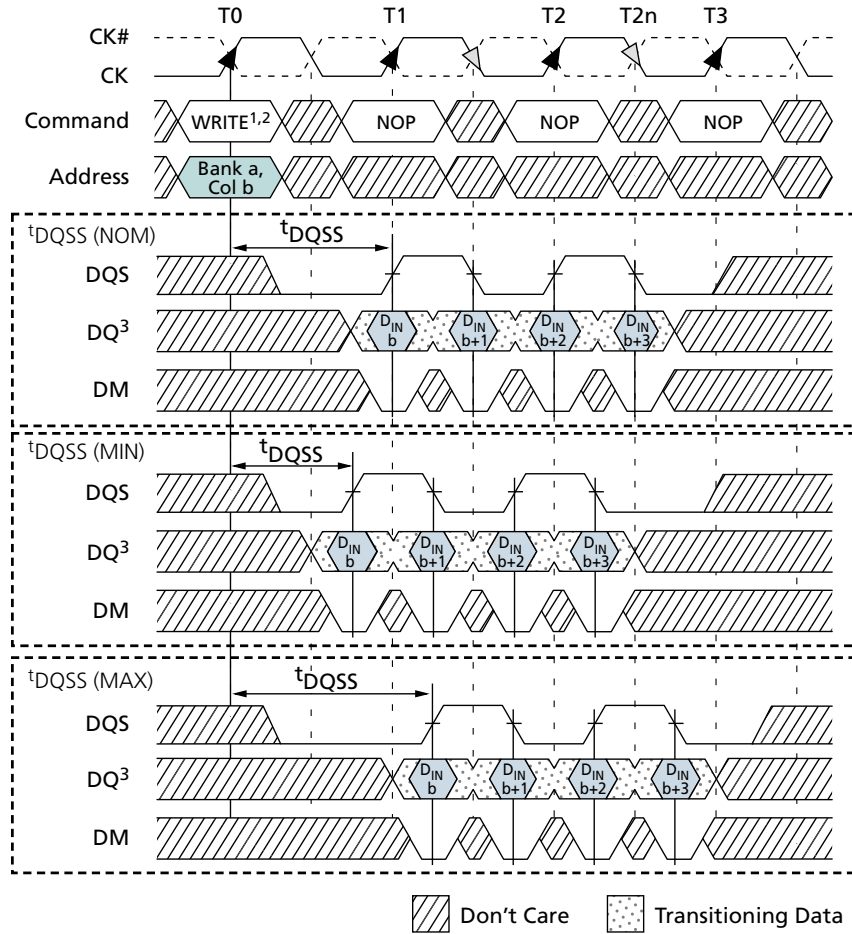 T0 T1 T2 T2n T3
CK#
CK
Command WRITE1,2 NOP NOP NOP
Address Bank a,
Col b
tDQSS (NOM) tDQSS
DQS
DQ3 DIN b DIN b+1 DIN b+2 DIN b+3
DM
tDQSS (MIN) tDQSS
DQS
DQ3 DIN b DIN b+1 DIN b+2 DIN b+3
DM
tDQSS (MAX) tDQSS
DQS
DQ3 DIN b DIN b+1 DIN b+2 DIN b+3
DM
Don't Care Transitioning Data